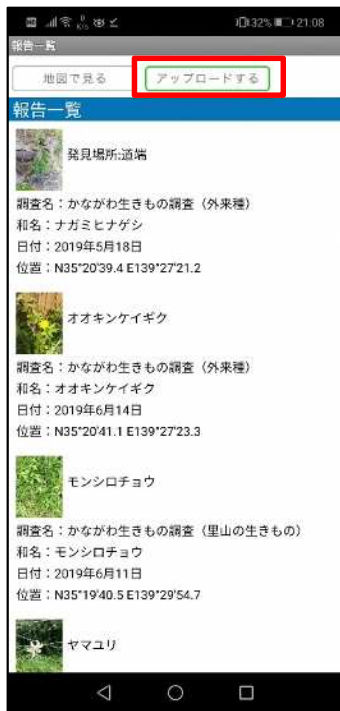 32% 21:08
報告一覧
地図で見る アップロードする
報告一覧
発見場所:道端
調査名：かながわ生きもの調査（外来種）
和名：ナガミヒナゲシ
日付：2019年5月18日
位置：N35°20'39.4 E139°27'21.2
オオキンケイギク
調査名：かながわ生きもの調査（外来種）
和名：オオキンケイギク
日付：2019年6月14日
位置：N35°20'41.1 E139°27'23.3
モンシロチョウ
調査名：かながわ生きもの調査（里山の生きもの）
和名：モンシロチョウ
日付：2019年6月11日
位置：N35°19'40.5 E139°29'54.7
ヤマユリ